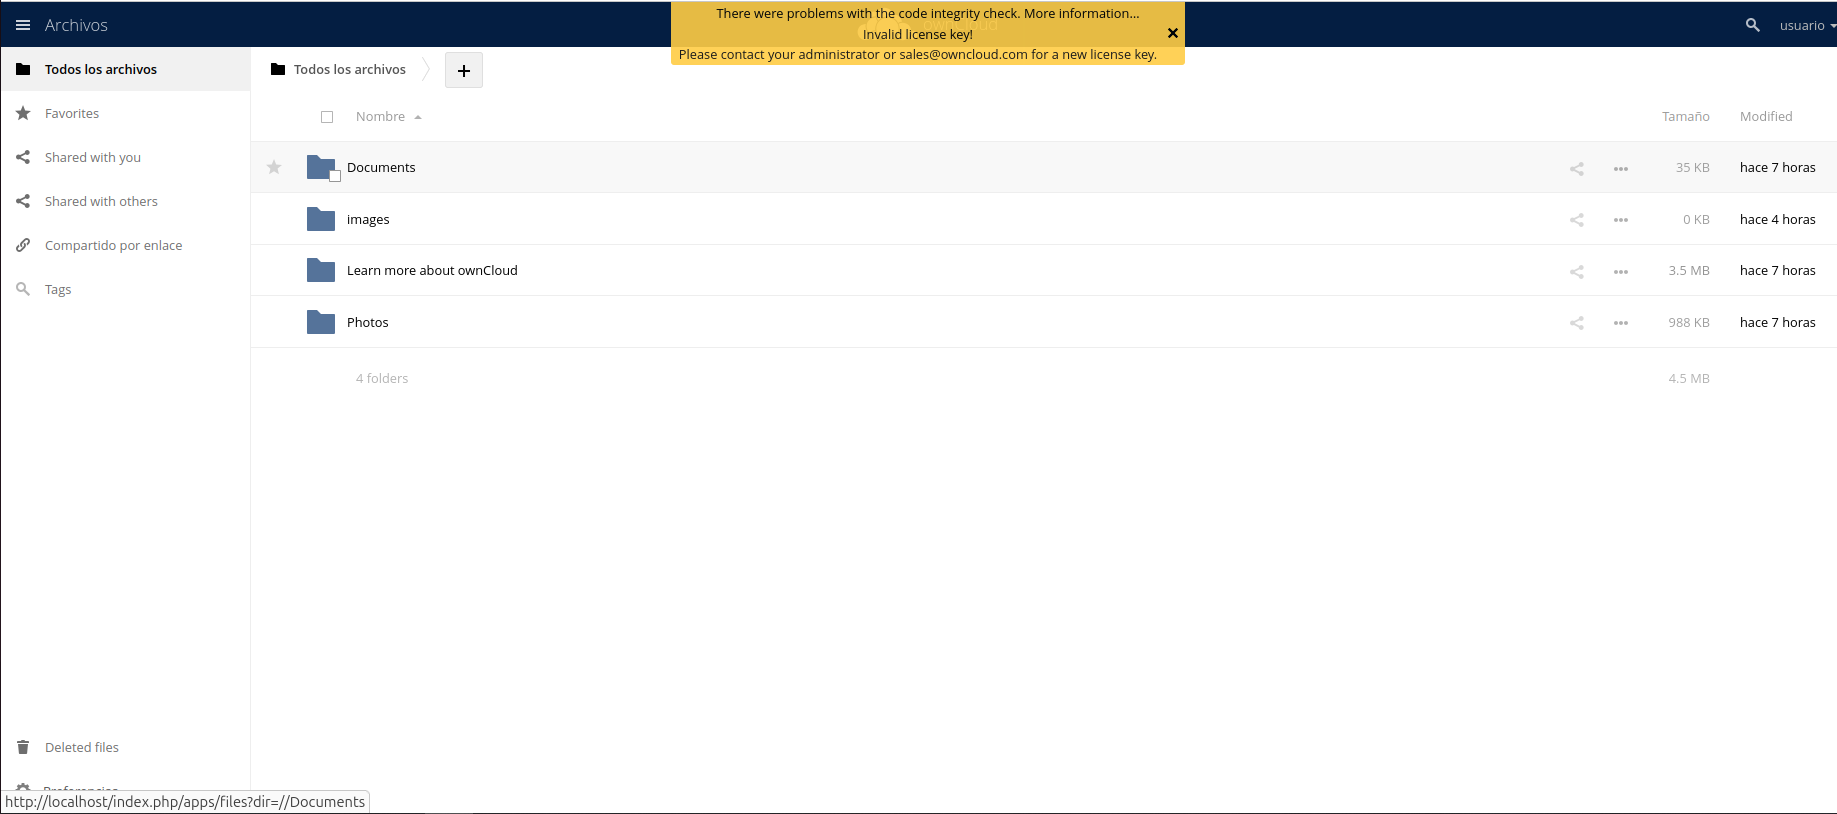 Archivos
There were problems with the code integrity check. More information...
Invalid license key!
Please contact your administrator or sales@owncloud.com for a new license key.
usuario
Todos los archivos
Favorites
Shared with you
Shared with others
Compartido por enlace
Tags
Deleted files
Todos los archivos
Nombre Tamaño Modified
Documents 35 KB hace 7 horas
images 0 KB hace 4 horas
Learn more about ownCloud 3.5 MB hace 7 horas
Photos 988 KB hace 7 horas
4 folders 4.5 MB
http://localhost/index.php/apps/files?dir=//Documents